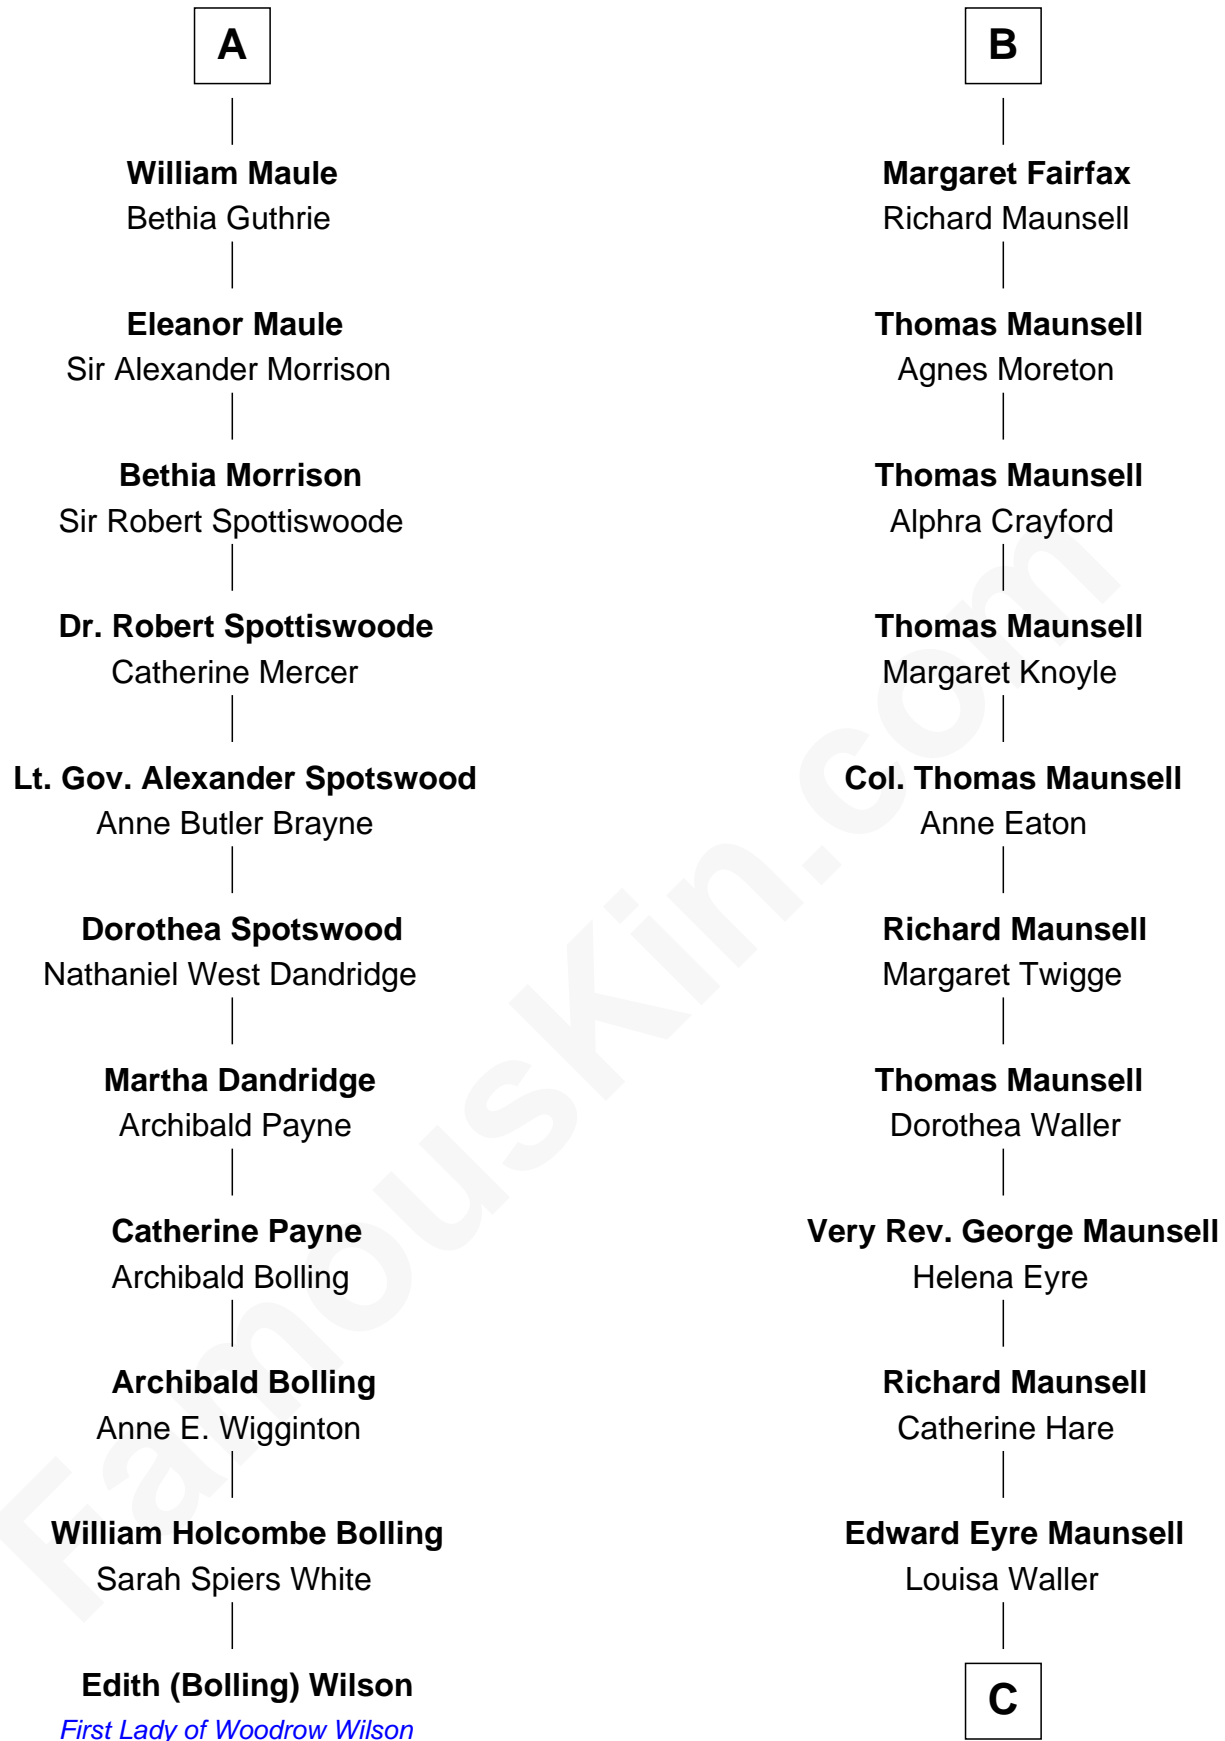 A
William Maule
Bethia Guthrie
Eleanor Maule
Sir Alexander Morrison
Bethia Morrison
Sir Robert Spottiswoode
Dr. Robert Spottiswoode
Catherine Mercer
Lt. Gov. Alexander Spotswood
Anne Butler Brayne
Dorothea Spotswood
Nathaniel West Dandridge
Martha Dandridge
Archibald Payne
Catherine Payne
Archibald Bolling
Archibald Bolling
Anne E. Wigginton
William Holcombe Bolling
Sarah Spiers White
Edith (Bolling) Wilson
First Lady of Woodrow Wilson
B
Margaret Fairfax
Richard Maunsell
Thomas Maunsell
Agnes Moreton
Thomas Maunsell
Alphra Crayford
Thomas Maunsell
Margaret Knoyle
Col. Thomas Maunsell
Anne Eaton
Richard Maunsell
Margaret Twigge
Thomas Maunsell
Dorothea Waller
Very Rev. George Maunsell
Helena Eyre
Richard Maunsell
Catherine Hare
Edward Eyre Maunsell
Louisa Waller
C
FamousKin.com